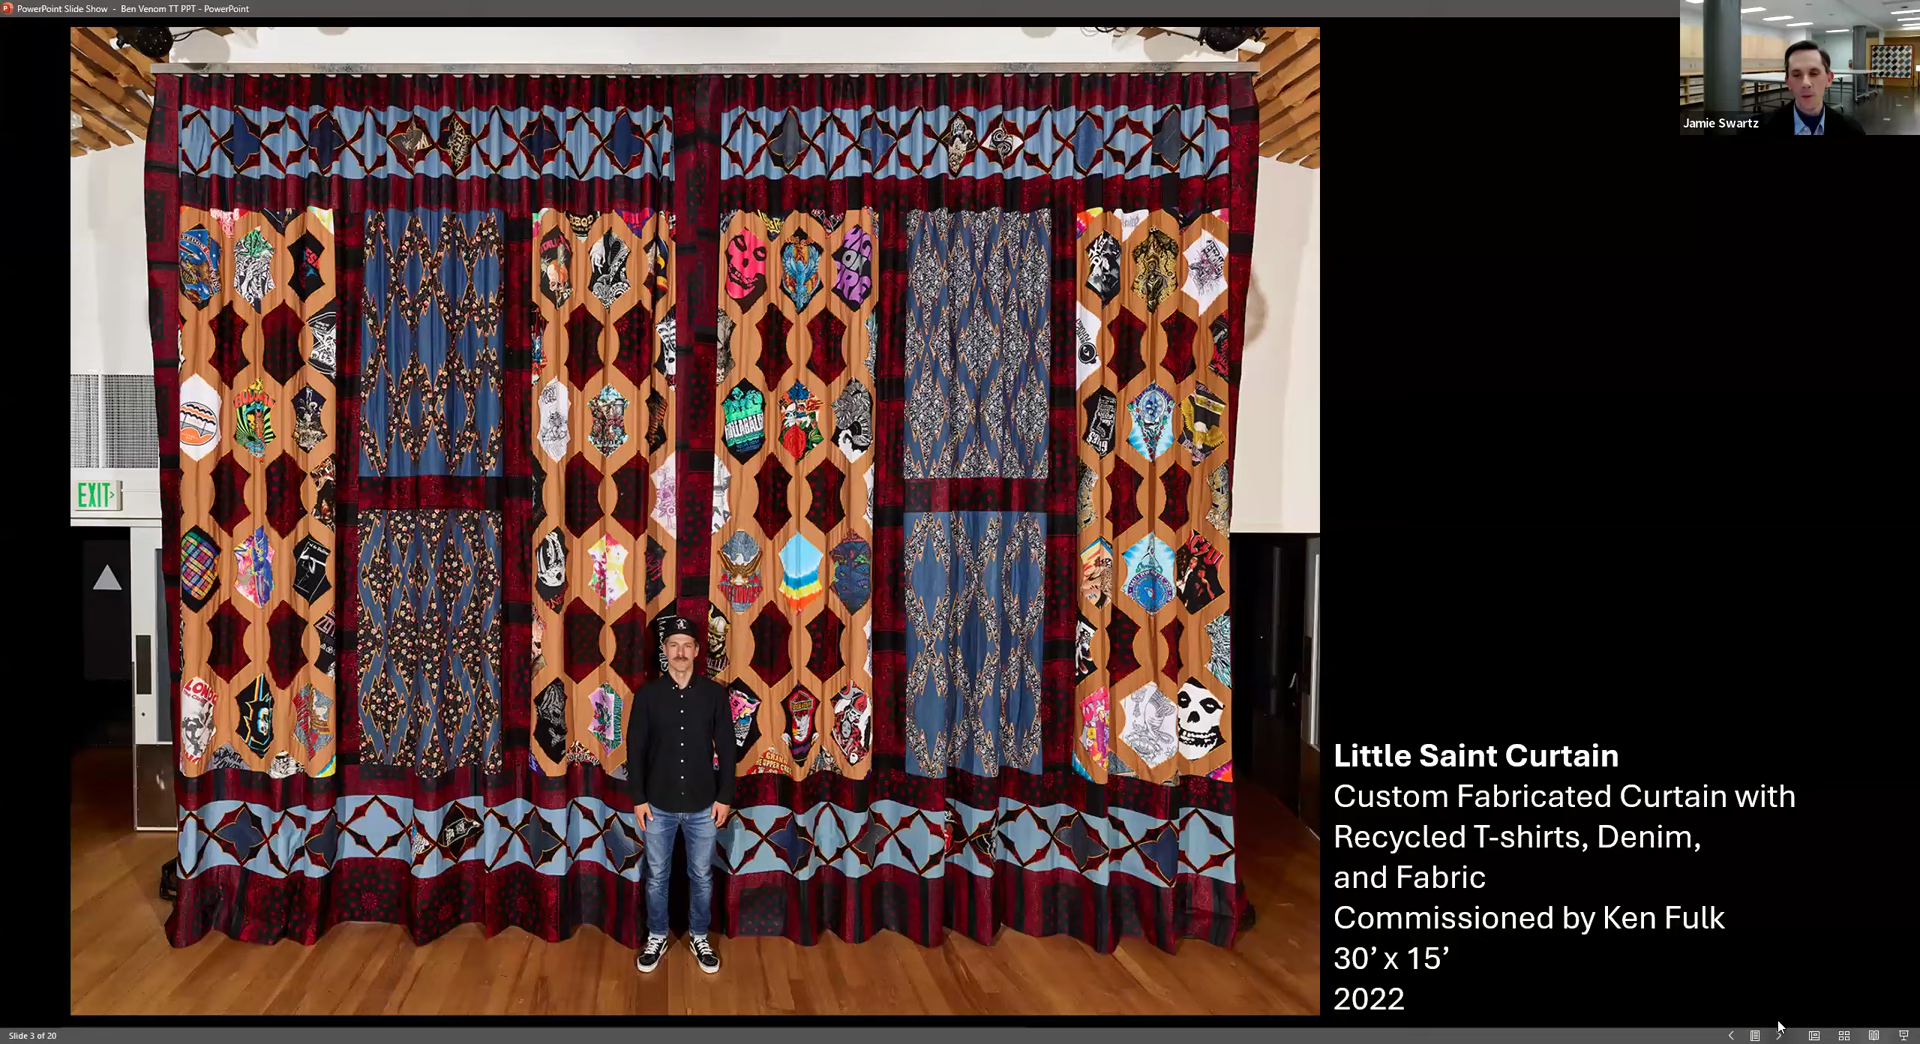 PowerPoint Slide Show - Ben Venom TT PPT - PowerPoint
Jamie Swartz
EXIT
Little Saint Curtain
Custom Fabricated Curtain with
Recycled T-shirts, Denim,
and Fabric
Commissioned by Ken Fulk
30’ x 15’
2022
Slide 3 of 20